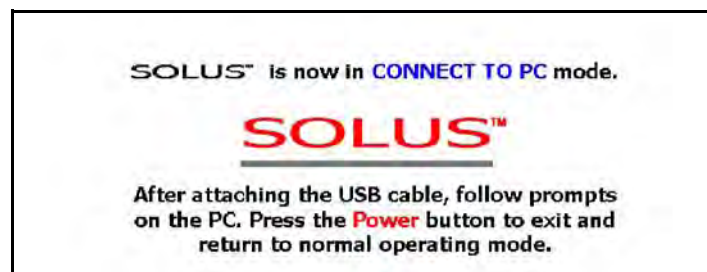 SOLUS™ is now in CONNECT TO PC mode.
SOLUS™
After attaching the USB cable, follow prompts
on the PC. Press the Power button to exit and
return to normal operating mode.